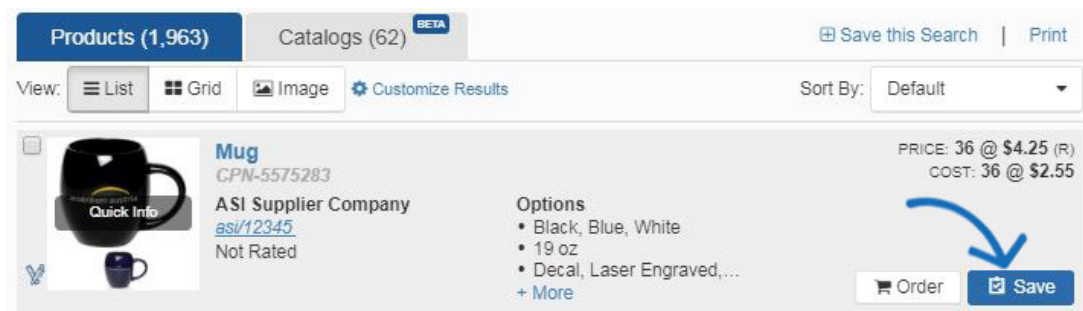 Products (1,963)
Catalogs (62) BETA
Save this Search | Print
View: List Grid Image Customize Results
Sort By: Default
Mug
CPN-5575283
ASI Supplier Company
asi/12345
Not Rated
Quick Info
Options
• Black, Blue, White
• 19 oz
• Decal, Laser Engraved,...
+ More
PRICE: 36 @ $4.25 (R)
COST: 36 @ $2.55
Order
Save